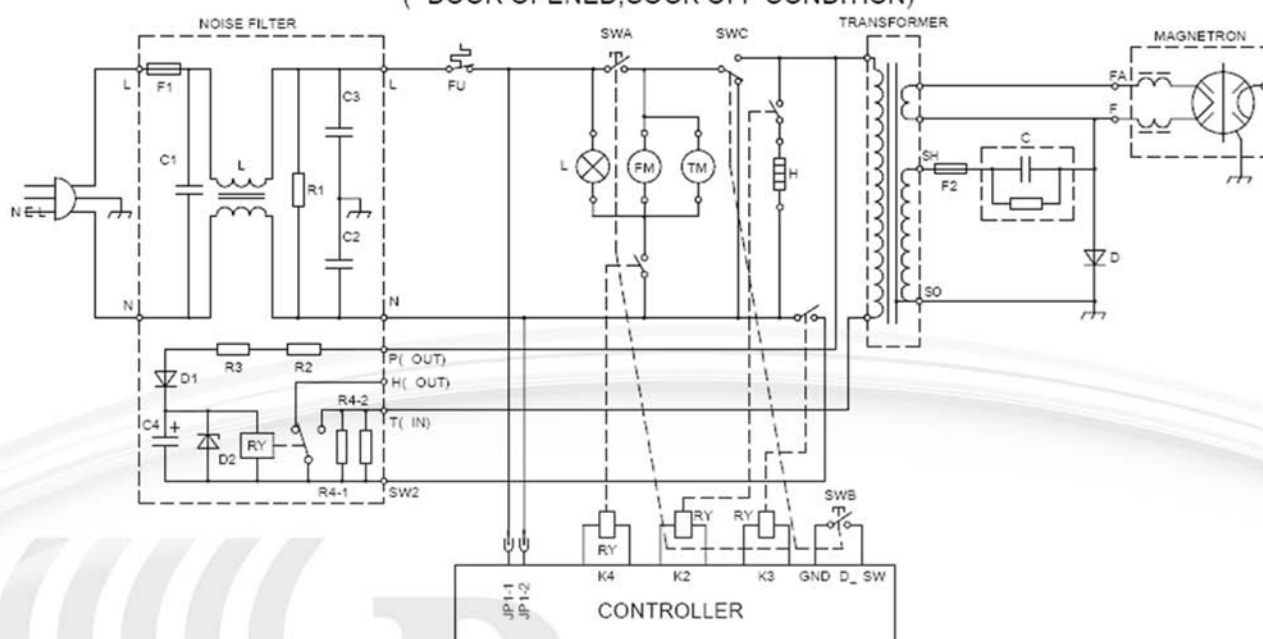 ( DOOR OPENED,COOK OFF CONDITION)
NOISE FILTER
SWA
SWC
TRANSFORMER
MAGNETRON
L
F1
L
FU
FA
F
C3
C1
L
R1
L
FM
TM
H
SH
F2
C
N E L
C2
D
N
N
SO
R3
R2
P( OUT)
D1
H( OUT)
R4-2
T( IN)
C4
+
RY
D2
R4-1
SW2
SWB
RY
RY
RY
K4
K2
K3
GND
D_ SW
JP1-1
JP1-2
CONTROLLER